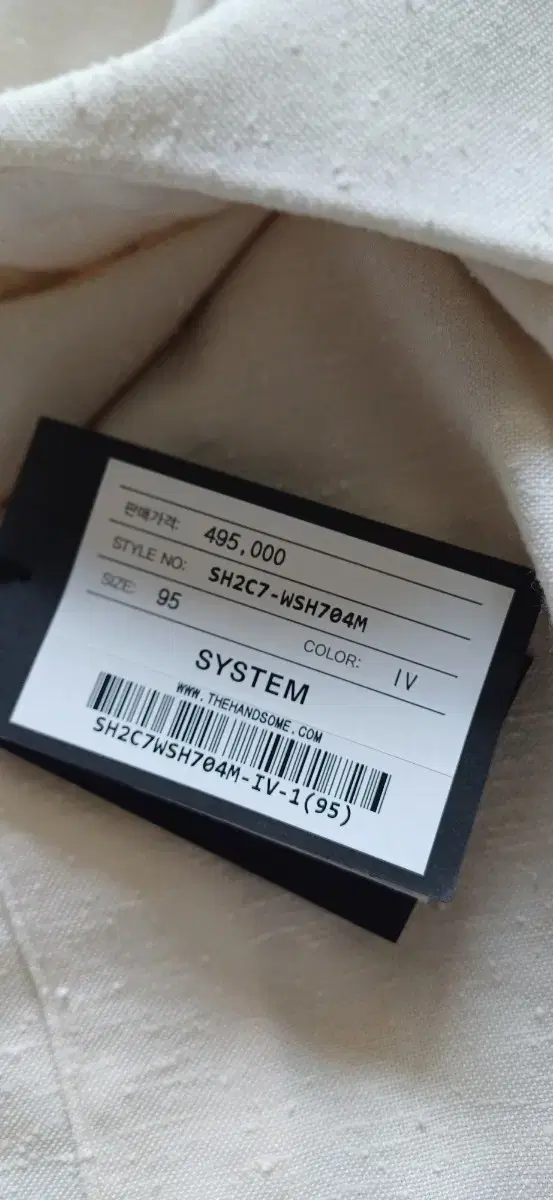 판매가격: 495,000
STYLE NO: SH2C7-WSH704M
SIZE: 95 COLOR: IV
SYSTEM
WWW.THEHANDSOME.COM
SH2C7WSH704M-IV-1(95)